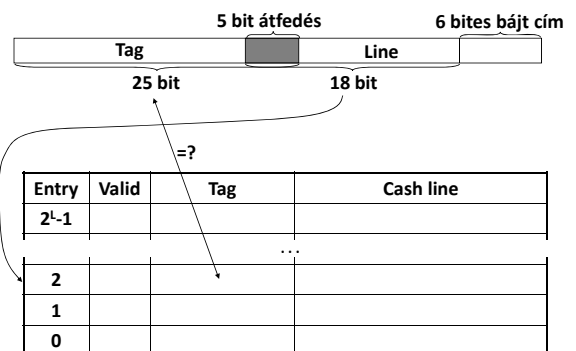 5 bit átfedés 6 bites bájt cím
Tag Line
25 bit 18 bit
=?
Entry Valid Tag Cash line
2ᴸ-1
...
2
1
0